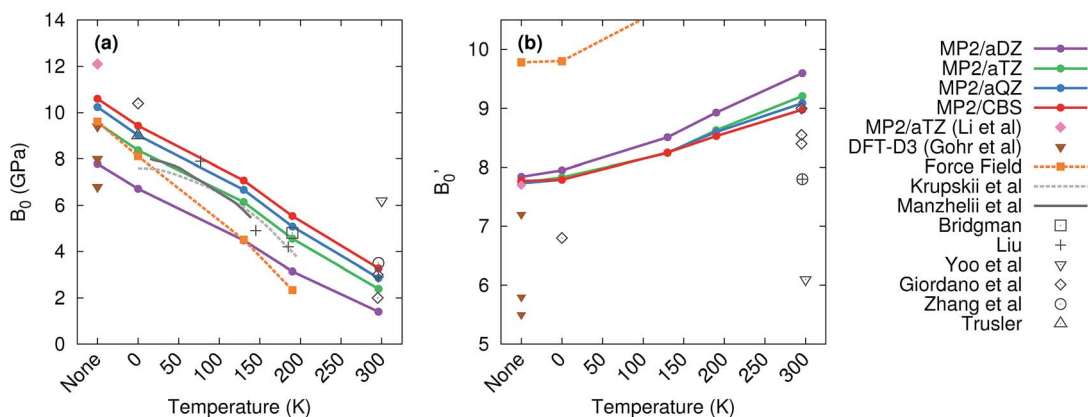 (a)
14
12
10
8
6
4
2
0
B0 (GPa)
None
0
50
100
150
200
250
300
Temperature (K)
(b)
10
9
8
7
6
5
B0'
None
0
50
100
150
200
250
300
Temperature (K)
MP2/aDZ
MP2/aTZ
MP2/aQZ
MP2/CBS
MP2/aTZ (Li et al)
DFT-D3 (Gohr et al)
Force Field
Krupskii et al
Manzhelii et al
Bridgman
Liu
Yoo et al
Giordano et al
Zhang et al
Trusler